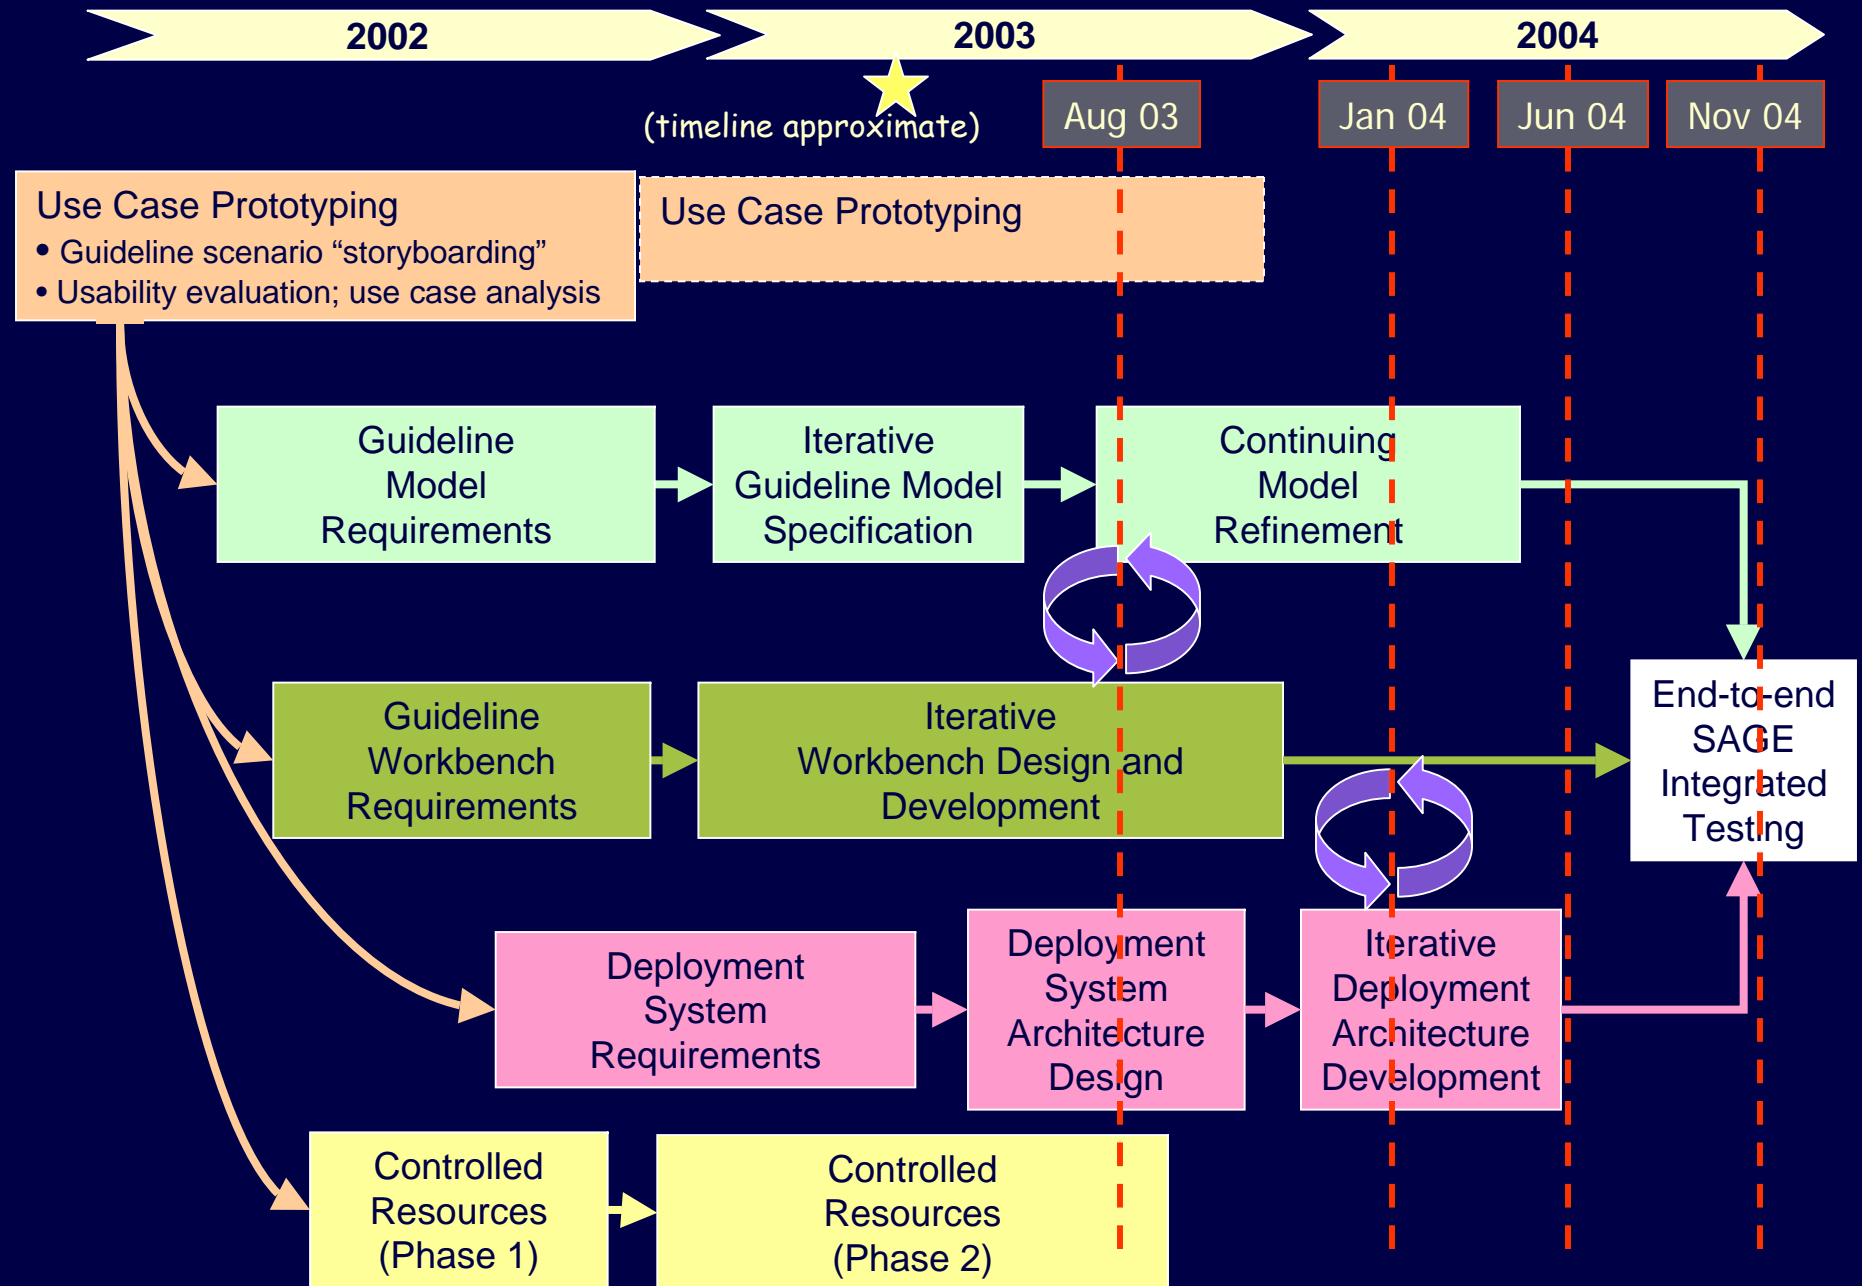 2002
2003
2004
(timeline approximate)
Aug 03
Jan 04
Jun 04
Nov 04
Use Case Prototyping
• Guideline scenario “storyboarding”
• Usability evaluation; use case analysis
Use Case Prototyping
Guideline
Model
Requirements
Iterative
Guideline Model
Specification
Continuing
Model
Refinement
Guideline
Workbench
Requirements
Iterative
Workbench Design and
Development
End-to-end
SAGE
Integrated
Testing
Deployment
System
Requirements
Deployment
System
Architecture
Design
Iterative
Deployment
Architecture
Development
Controlled
Resources
(Phase 1)
Controlled
Resources
(Phase 2)